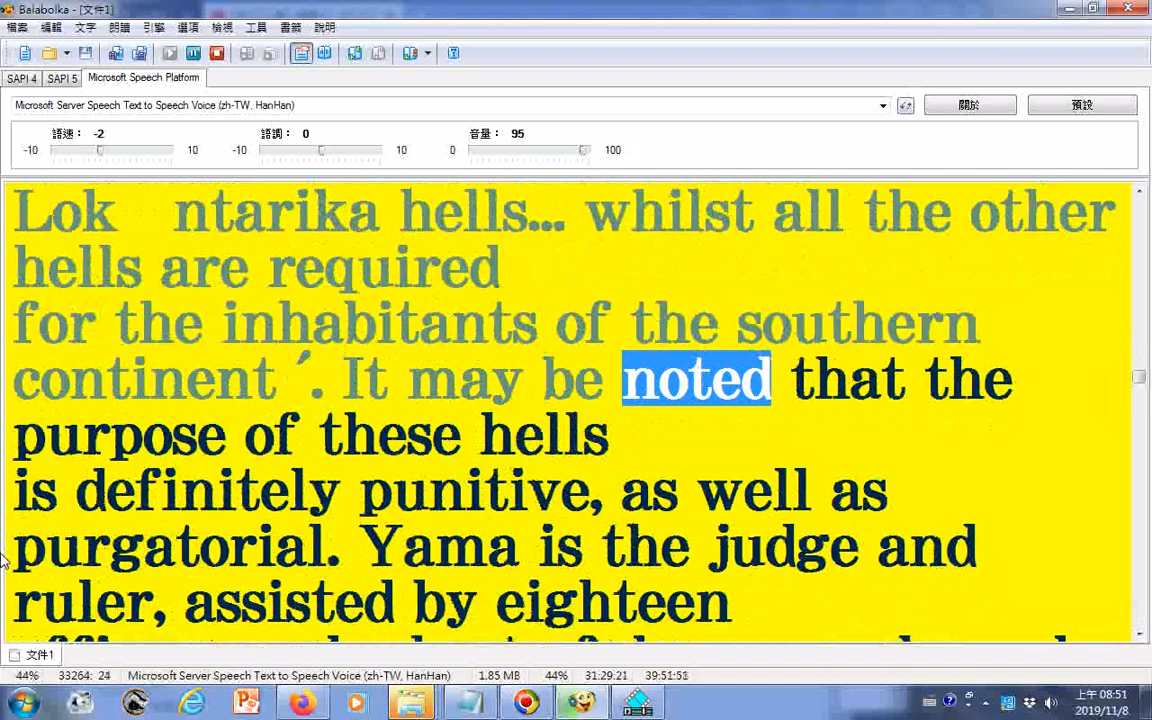 Balabolka - [文件1]
檔案 編輯 文字 朗讀 引擎 選項 檢視 工具 書籤 說明
SAPI 4 SAPI 5 Microsoft Speech Platform
Microsoft Server Speech Text to Speech Voice (zh-TW, HanHan) 關於 預設
語速： -2 語調： 0 音量： 95
-10 10 -10 10 0 100
Lok ntarika hells... whilst all the other
hells are required
for the inhabitants of the southern
continent ´. It may be noted that the
purpose of these hells
is definitely punitive, as well as
purgatorial. Yama is the judge and
ruler, assisted by eighteen
文件1
44% 33264: 24 Microsoft Server Speech Text to Speech Voice (zh-TW, HanHan) 1.85 MB 44% 31:29:21 39:51:51
上午 08:51
2019/11/8